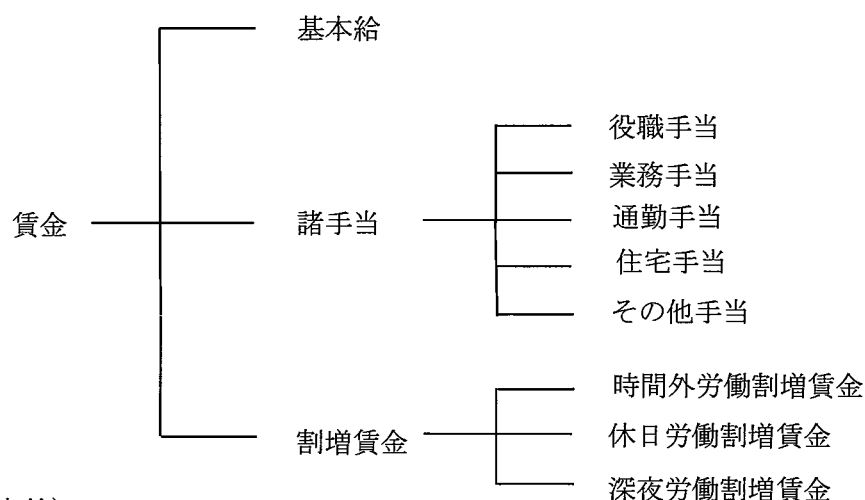 基本給
役職手当
業務手当
賃金 諸手当 通勤手当
住宅手当
その他手当
時間外労働割増賃金
割増賃金 休日労働割増賃金
深夜労働割増賃金